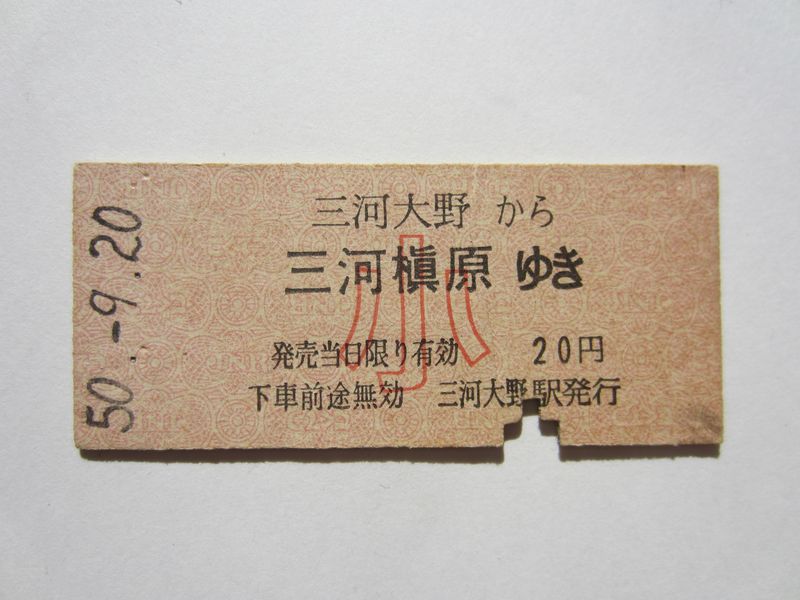 50.-9.20
三河大野 から
三河槇原 ゆき
小
発売当日限り有効 20円
下車前途無効 三河大野駅発行